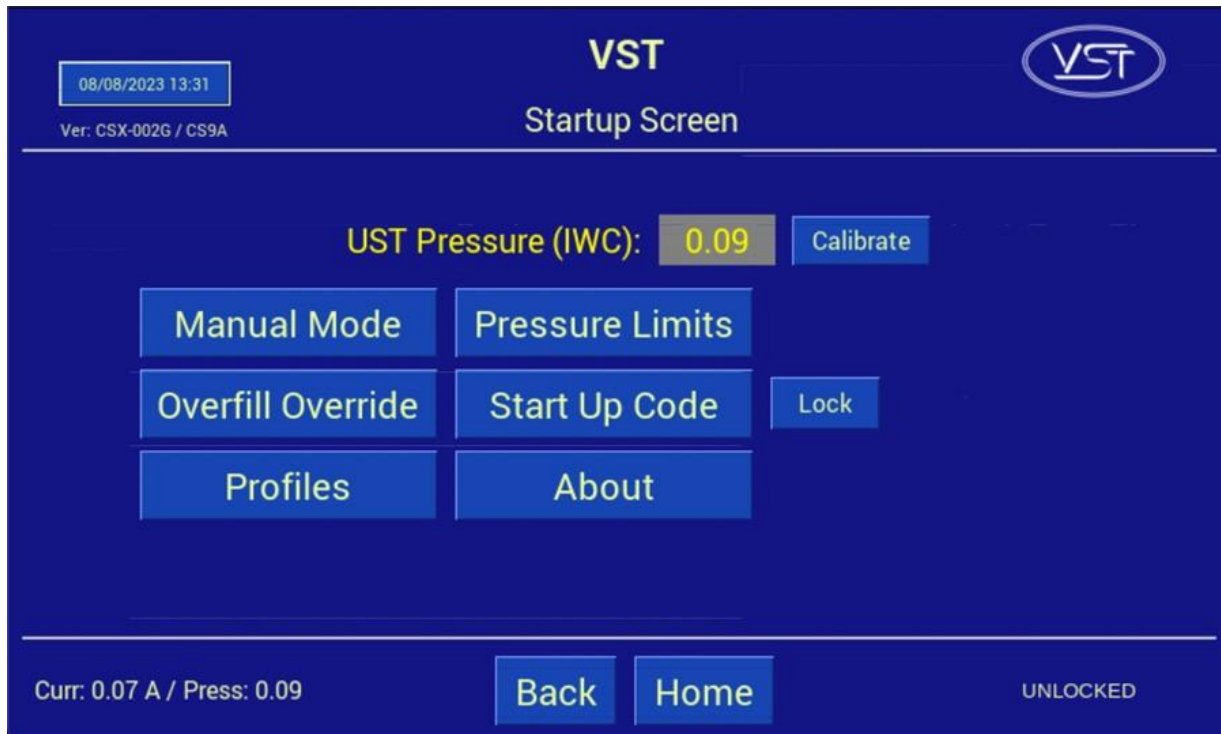 VST
VST
08/08/2023 13:31
Ver: CSX-002G / CS9A
Startup Screen
UST Pressure (IWC): 0.09 Calibrate
Manual Mode Pressure Limits
Overfill Override Start Up Code Lock
Profiles About
Curr: 0.07 A / Press: 0.09 Back Home UNLOCKED